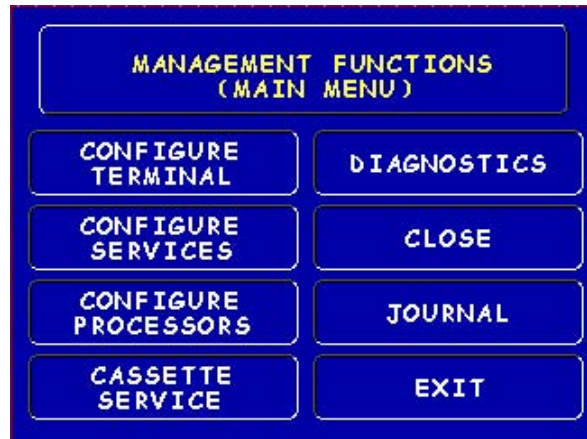 MANAGEMENT FUNCTIONS
(MAIN MENU)
CONFIGURE
TERMINAL
DIAGNOSTICS
CONFIGURE
SERVICES
CLOSE
CONFIGURE
PROCESSORS
JOURNAL
CASSETTE
SERVICE
EXIT